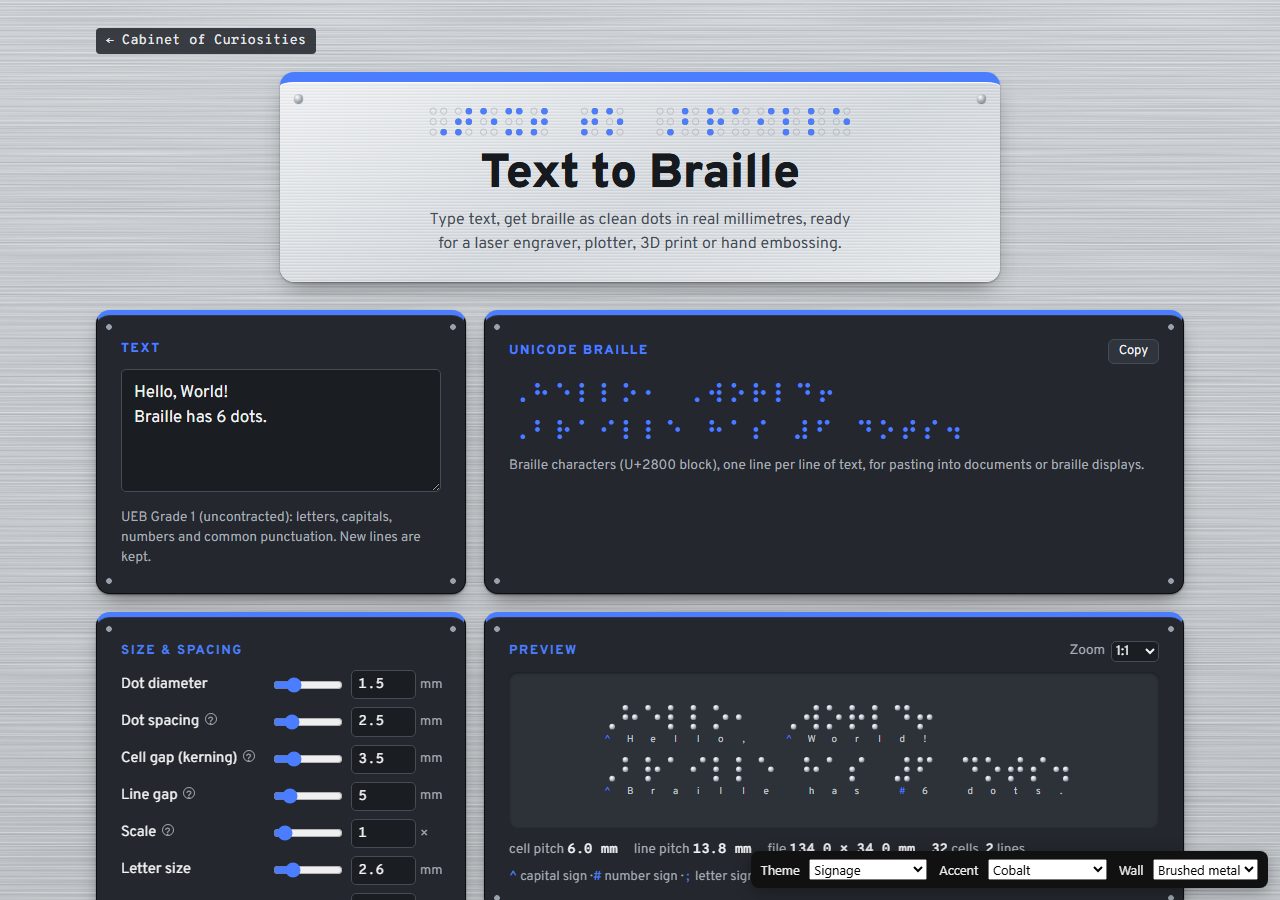 ← Cabinet of Curiosities
⠠⠞⠑⠭⠞ ⠞⠕ ⠠⠃⠗⠁⠊⠇⠇⠑
Text to Braille
Type text, get braille as clean dots in real millimetres, ready
for a laser engraver, plotter, 3D print or hand embossing.
TEXT
Hello, World!
Braille has 6 dots.
UEB Grade 1 (uncontracted): letters, capitals,
numbers and common punctuation. New lines are
kept.
UNICODE BRAILLE
Copy
⠠⠓⠑⠇⠇⠕⠂ ⠠⠺⠕⠗⠇⠙⠖
⠠⠃⠗⠁⠊⠇⠇⠑ ⠓⠁⠎ ⠼⠋ ⠙⠕⠞⠎⠲
Braille characters (U+2800 block), one line per line of text, for pasting into documents or braille displays.
SIZE & SPACING
Dot diameter 1.5 mm
Dot spacing ? 2.5 mm
Cell gap (kerning) ? 3.5 mm
Line gap ? 5 mm
Scale ? 1 ×
Letter size 2.6 mm
PREVIEW
Zoom 1:1
⠠⠓⠑⠇⠇⠕⠂ ⠠⠺⠕⠗⠇⠙⠖
^ H e l l o , ^ W o r l d !
⠠⠃⠗⠁⠊⠇⠇⠑ ⠓⠁⠎ ⠼⠋ ⠙⠕⠞⠎⠲
^ B r a i l l e h a s # 6 d o t s .
cell pitch 6.0 mm line pitch 13.8 mm file 134.0 × 34.0 mm 32 cells, 2 lines
^ capital sign · # number sign · ; letter sign
Theme Signage Accent Cobalt Wall Brushed metal